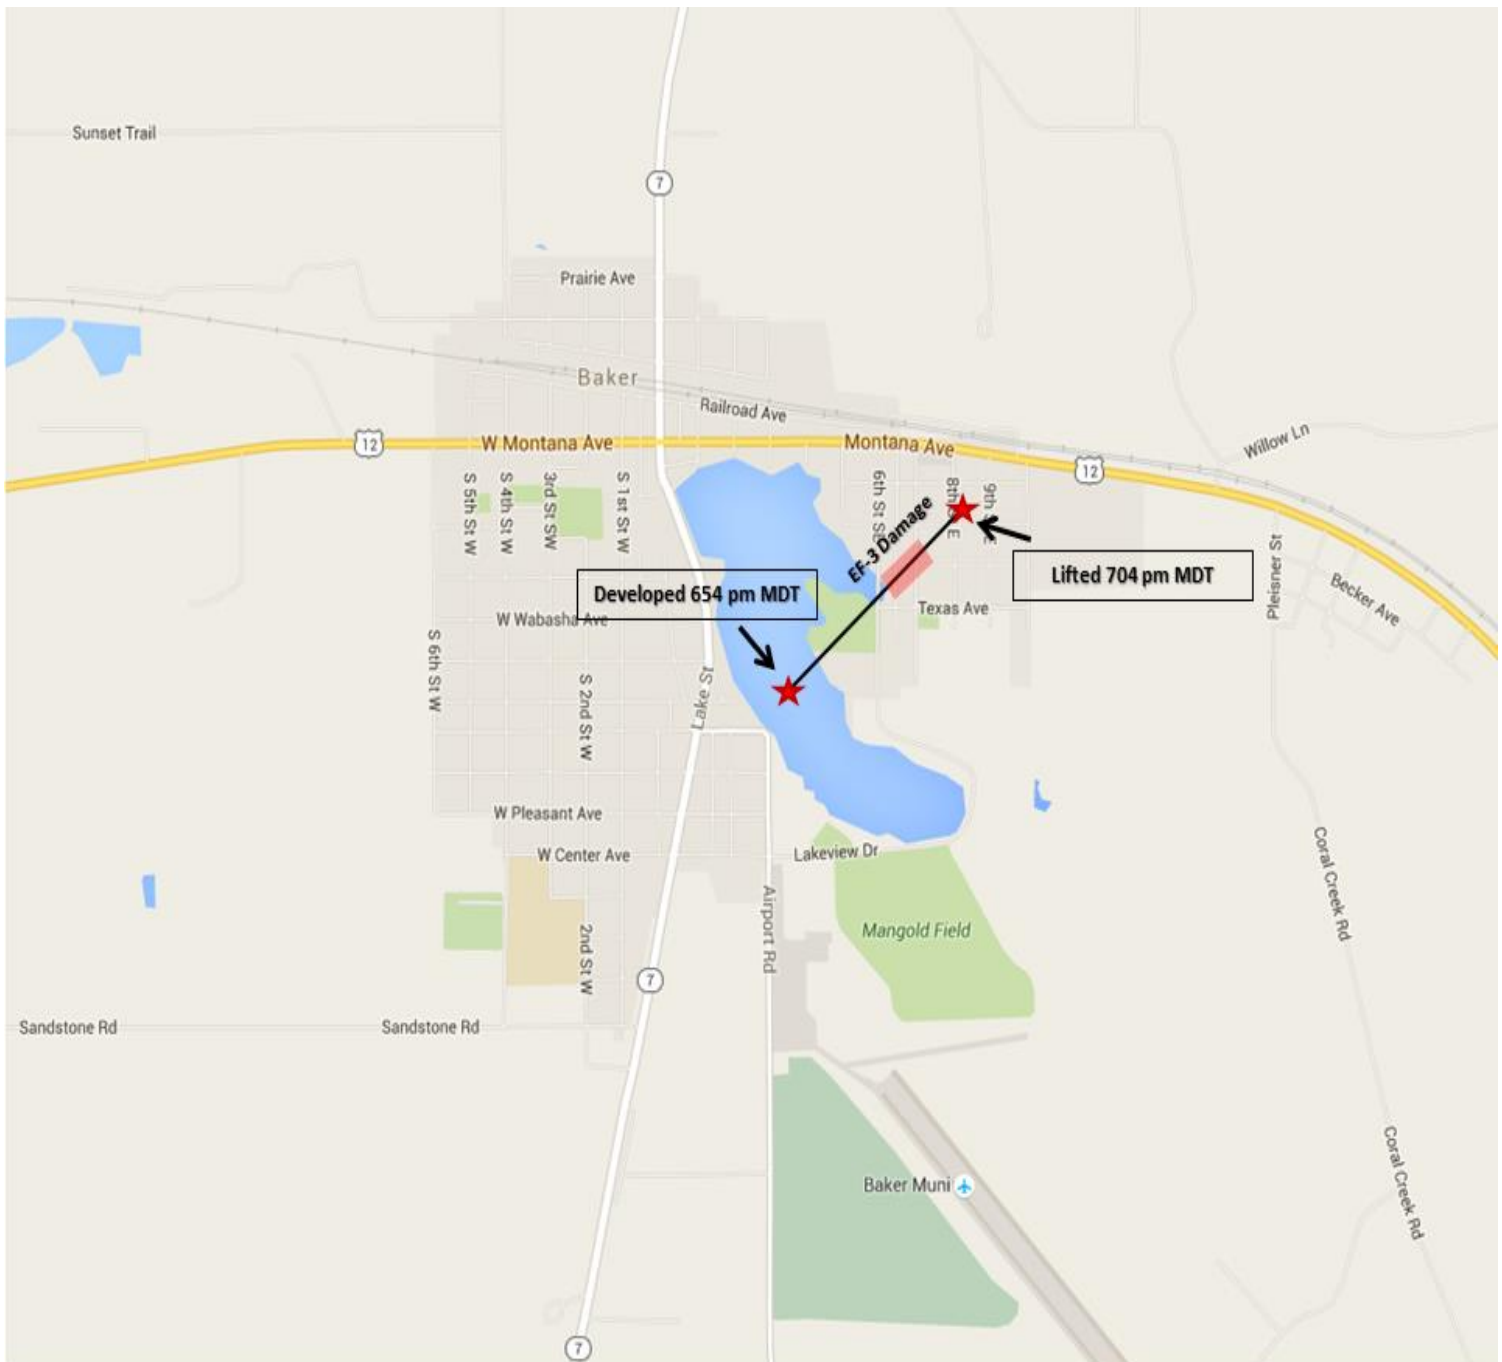 Sunset Trail
7
Prairie Ave
Baker
Railroad Ave
12
W Montana Ave
Montana Ave
12
Willow Ln
S 5th St W
S 4th St W
3rd St SW
S 1st St W
6th St SE
8th St E
9th St E
EF-3 Damage
Developed 654 pm MDT
Lifted 704 pm MDT
Pleisner St
Becker Ave
W Wabasha Ave
Texas Ave
S 6th St W
Lake St
S 2nd St W
W Pleasant Ave
W Center Ave
Lakeview Dr
Coral Creek Rd
Airport Rd
Mangold Field
2nd St W
7
Sandstone Rd
Sandstone Rd
Coral Creek Rd
Baker Muni
7